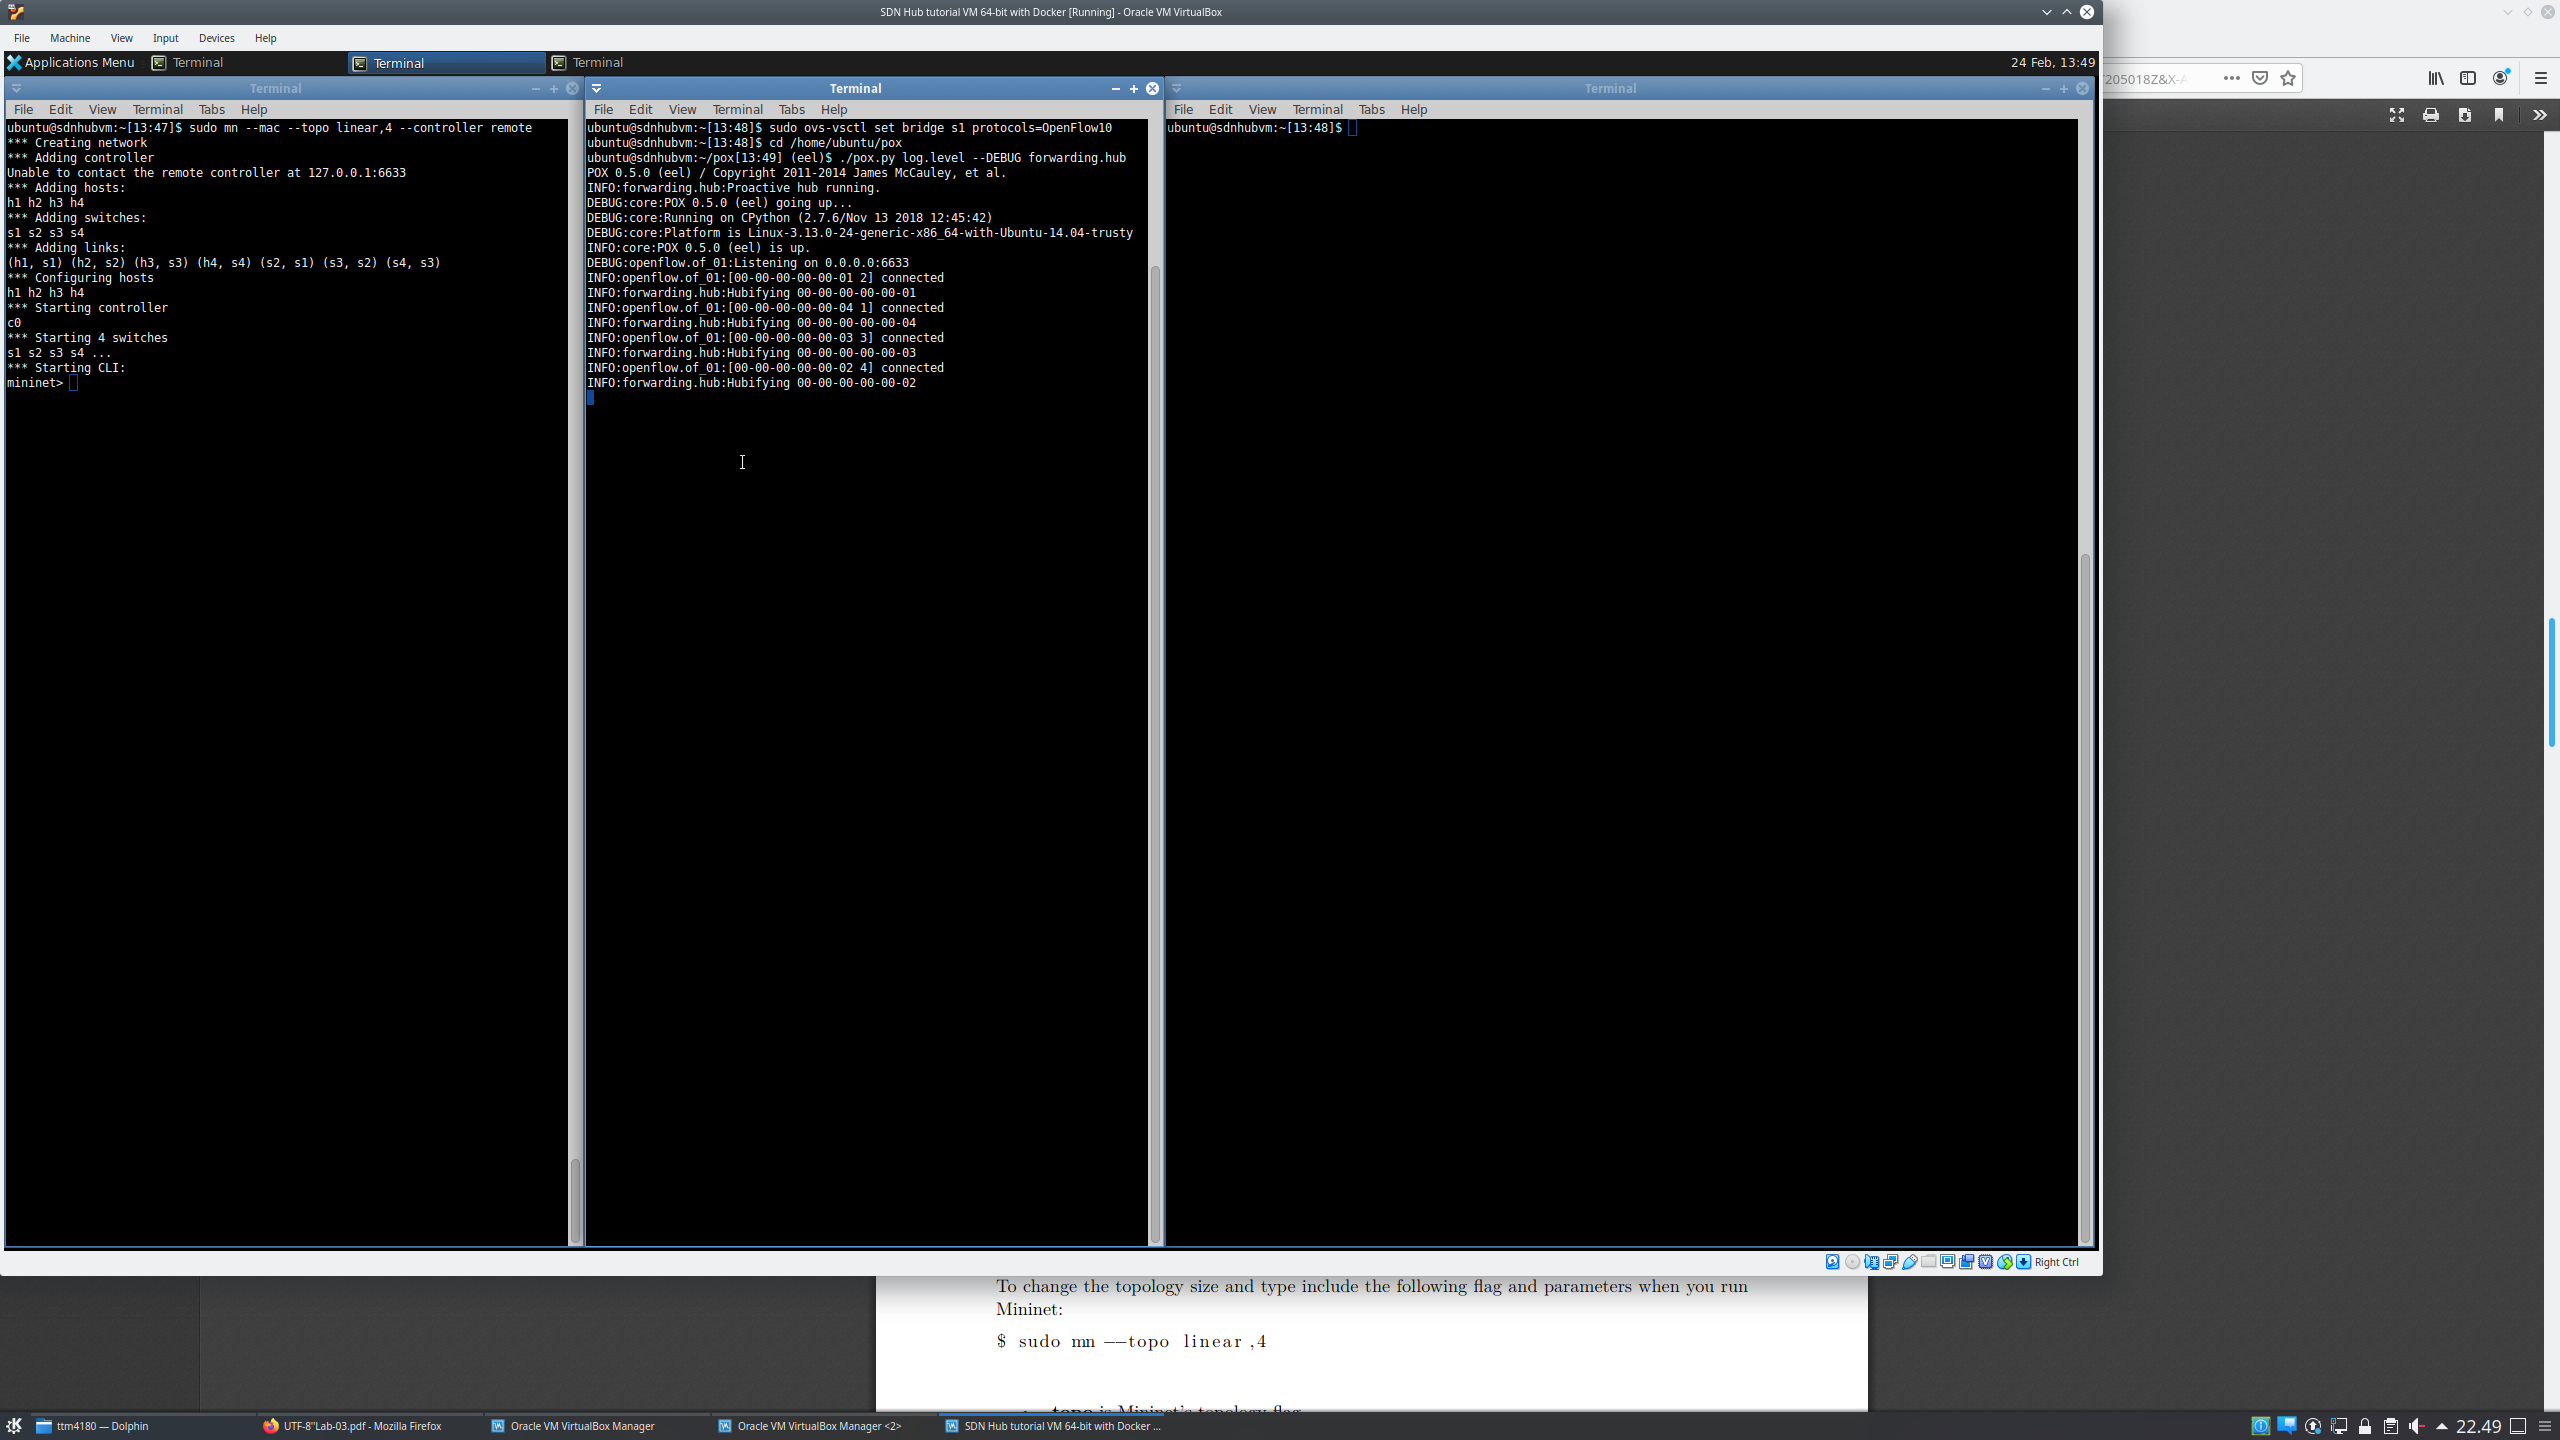 SDN Hub tutorial VM 64-bit with Docker [Running] - Oracle VM VirtualBox
File Machine View Input Devices Help
Applications Menu Terminal Terminal Terminal 24 Feb, 13:49
Terminal
File Edit View Terminal Tabs Help
ubuntu@sdnhubvm:~[13:47]$ sudo mn --mac --topo linear,4 --controller remote
*** Creating network
*** Adding controller
Unable to contact the remote controller at 127.0.0.1:6633
*** Adding hosts:
h1 h2 h3 h4
*** Adding switches:
s1 s2 s3 s4
*** Adding links:
(h1, s1) (h2, s2) (h3, s3) (h4, s4) (s2, s1) (s3, s2) (s4, s3)
*** Configuring hosts
h1 h2 h3 h4
*** Starting controller
c0
*** Starting 4 switches
s1 s2 s3 s4 ...
*** Starting CLI:
mininet>
Terminal
File Edit View Terminal Tabs Help
ubuntu@sdnhubvm:~[13:48]$ sudo ovs-vsctl set bridge s1 protocols=OpenFlow10
ubuntu@sdnhubvm:~[13:48]$ cd /home/ubuntu/pox
ubuntu@sdnhubvm:~/pox[13:49] (eel)$ ./pox.py log.level --DEBUG forwarding.hub
POX 0.5.0 (eel) / Copyright 2011-2014 James McCauley, et al.
INFO:forwarding.hub:Proactive hub running.
DEBUG:core:POX 0.5.0 (eel) going up...
DEBUG:core:Running on CPython (2.7.6/Nov 13 2018 12:45:42)
DEBUG:core:Platform is Linux-3.13.0-24-generic-x86_64-with-Ubuntu-14.04-trusty
INFO:core:POX 0.5.0 (eel) is up.
DEBUG:openflow.of_01:Listening on 0.0.0.0:6633
INFO:openflow.of_01:[00-00-00-00-00-01 2] connected
INFO:forwarding.hub:Hubifying 00-00-00-00-00-01
INFO:openflow.of_01:[00-00-00-00-00-04 1] connected
INFO:forwarding.hub:Hubifying 00-00-00-00-00-04
INFO:openflow.of_01:[00-00-00-00-00-03 3] connected
INFO:forwarding.hub:Hubifying 00-00-00-00-00-03
INFO:openflow.of_01:[00-00-00-00-00-02 4] connected
INFO:forwarding.hub:Hubifying 00-00-00-00-00-02
Terminal
File Edit View Terminal Tabs Help
ubuntu@sdnhubvm:~[13:48]$
205018Z&X-A
Right Ctrl
To change the topology size and type include the following flag and parameters when you run
Mininet:
$ sudo mn --topo linear ,4
topo is Mininet's topology flag
ttm4180 — Dolphin UTF-8''Lab-03.pdf - Mozilla Firefox Oracle VM VirtualBox Manager Oracle VM VirtualBox Manager <2> SDN Hub tutorial VM 64-bit with Docker ... 22.49